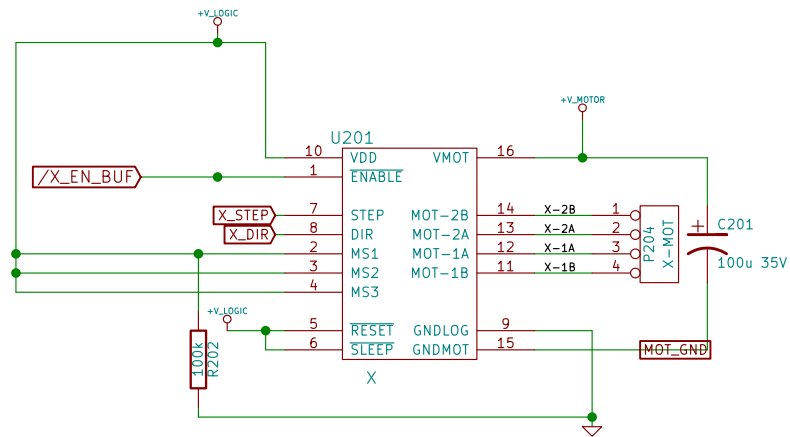 +V_LOGIC
+V_MOTOR
U201
10 VDD VMOT 16
/X_EN_BUF 1 ENABLE
X_STEP 7 STEP MOT-2B 14 X-2B 1
X_DIR 8 DIR MOT-2A 13 X-2A 2
2 MS1 MOT-1A 12 X-1A 3
3 MS2 MOT-1B 11 X-1B 4
4 MS3
P204
X-MOT
C201
100u 35V
+V_LOGIC
5 RESET GNDLOG 9
6 SLEEP GNDMOT 15 MOT_GND
100k
R202
X